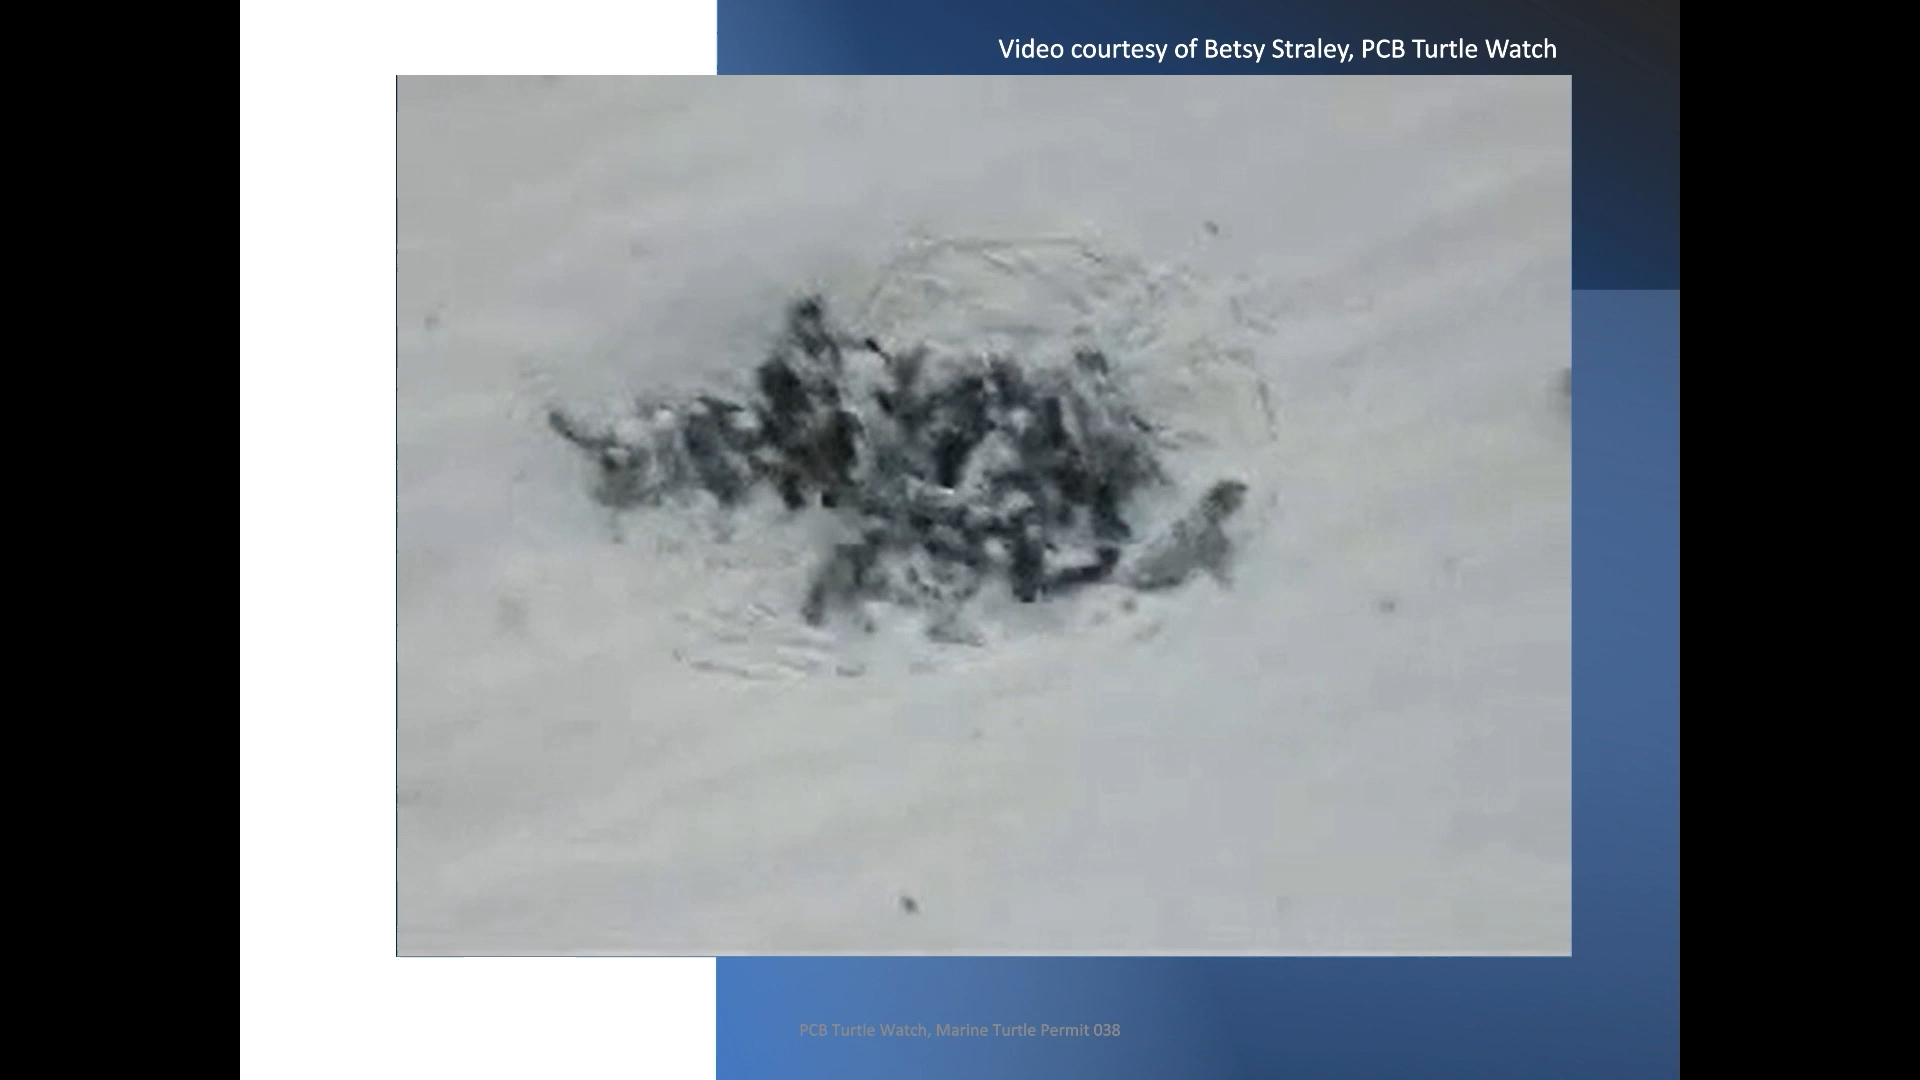 Video courtesy of Betsy Straley, PCB Turtle Watch
PCB Turtle Watch, Marine Turtle Permit 038